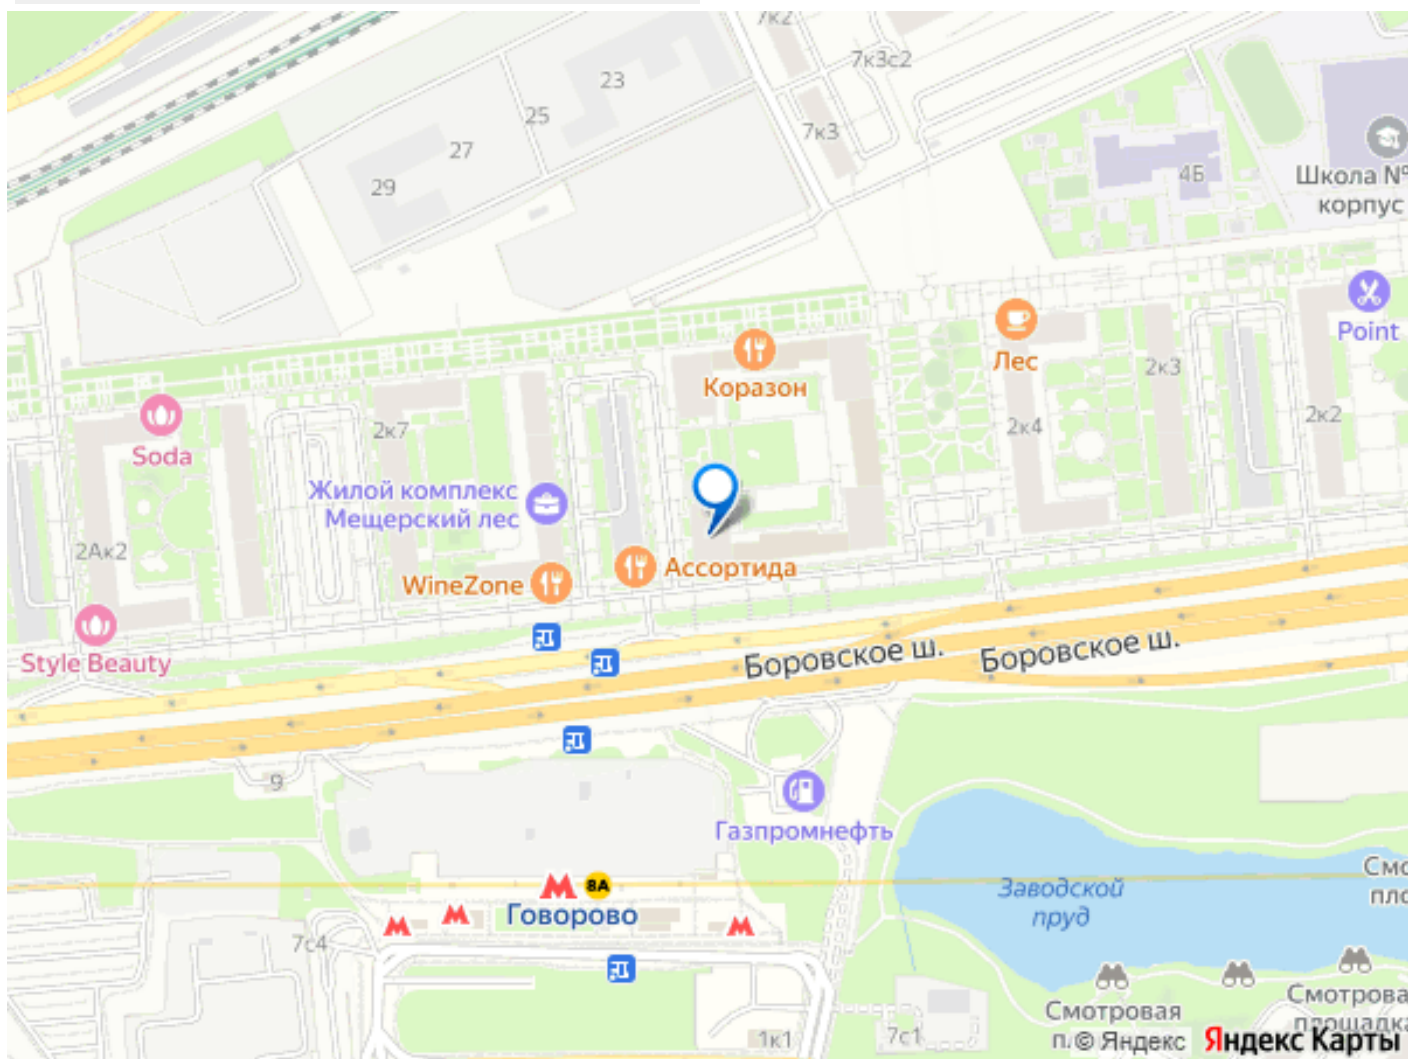 7к2
7к3с2
23
25
7к3
27
29
4Б
Школа №
корпус
Point
Лес
Коразон
2к3
2к2
2к4
2к7
Soda
Жилой комплекс
Мещерский лес
2Ак2
WineZone
Ассортида
Style Beauty
Боровское ш.
Боровское ш.
9
Газпромнефть
8А
Говорово
Заводской
пруд
7с4
Смотровая
1к1
7с1
© Яндекс
Яндекс Карты